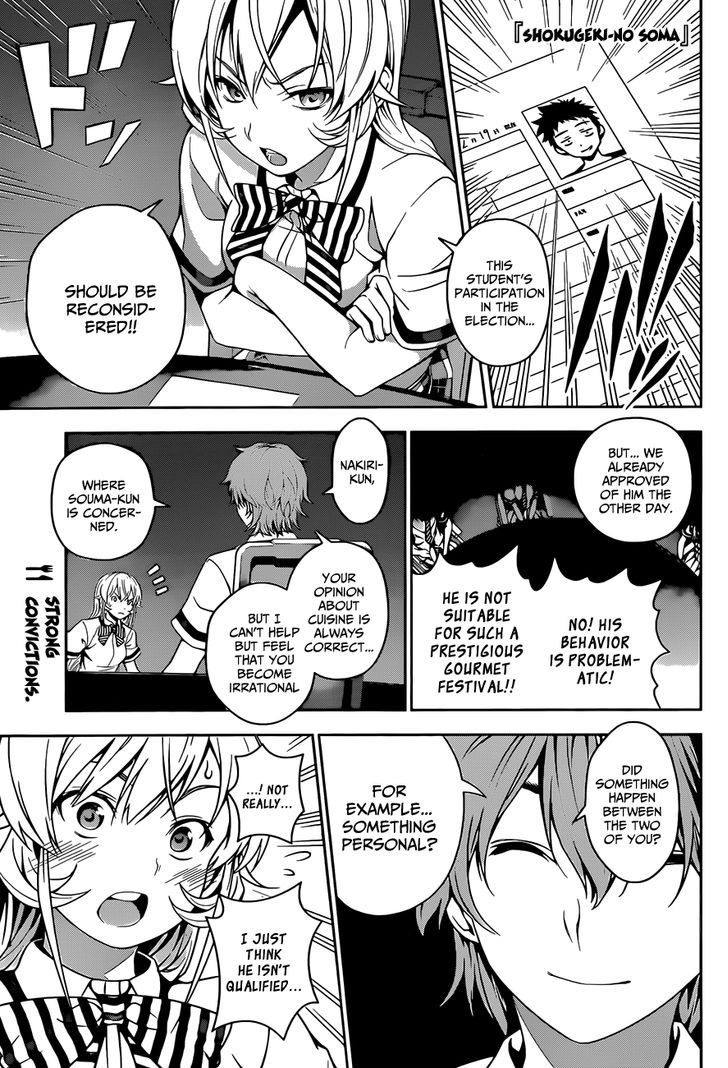 『SHOKUGEKI-NO SOMA』
THIS
STUDENT'S
PARTICIPATION
IN THE
ELECTION...
SHOULD BE
RECONSID-
ERED!!
ドン
BUT... WE
ALREADY
APPROVED
OF HIM THE
OTHER DAY.
NO! HIS
BEHAVIOR
IS PROBLEM-
ATIC!
HE IS NOT
SUITABLE
FOR SUCH A
PRESTIGIOUS
GOURMET
FESTIVAL!!
NAKIRI-
KUN,
YOUR
OPINION
ABOUT
CUISINE IS
ALWAYS
CORRECT...
BUT I
CAN'T HELP
BUT FEEL
THAT YOU
BECOME
IRRATIONAL
WHERE
SOUMA-KUN
IS CONCER-
NED.
STRONG
CONVICTIONS.
DID
SOMETHING
HAPPEN
BETWEEN
THE TWO
OF YOU?
FOR
EXAMPLE...
SOMETHING
PERSONAL?
...! NOT
REALLY...
I JUST
THINK
HE ISN'T
QUALIFIED...